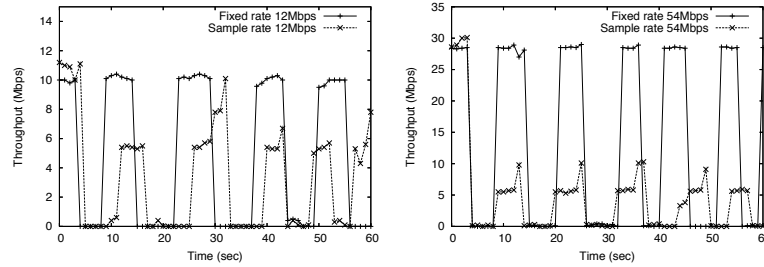 Throughput (Mbps)
14
12
10
8
6
4
2
0
0 10 20 30 40 50 60
Time (sec)
Fixed rate 12Mbps
Sample rate 12Mbps
Throughput (Mbps)
35
30
25
20
15
10
5
0
0 10 20 30 40 50 60
Time (sec)
Fixed rate 54Mbps
Sample rate 54Mbps